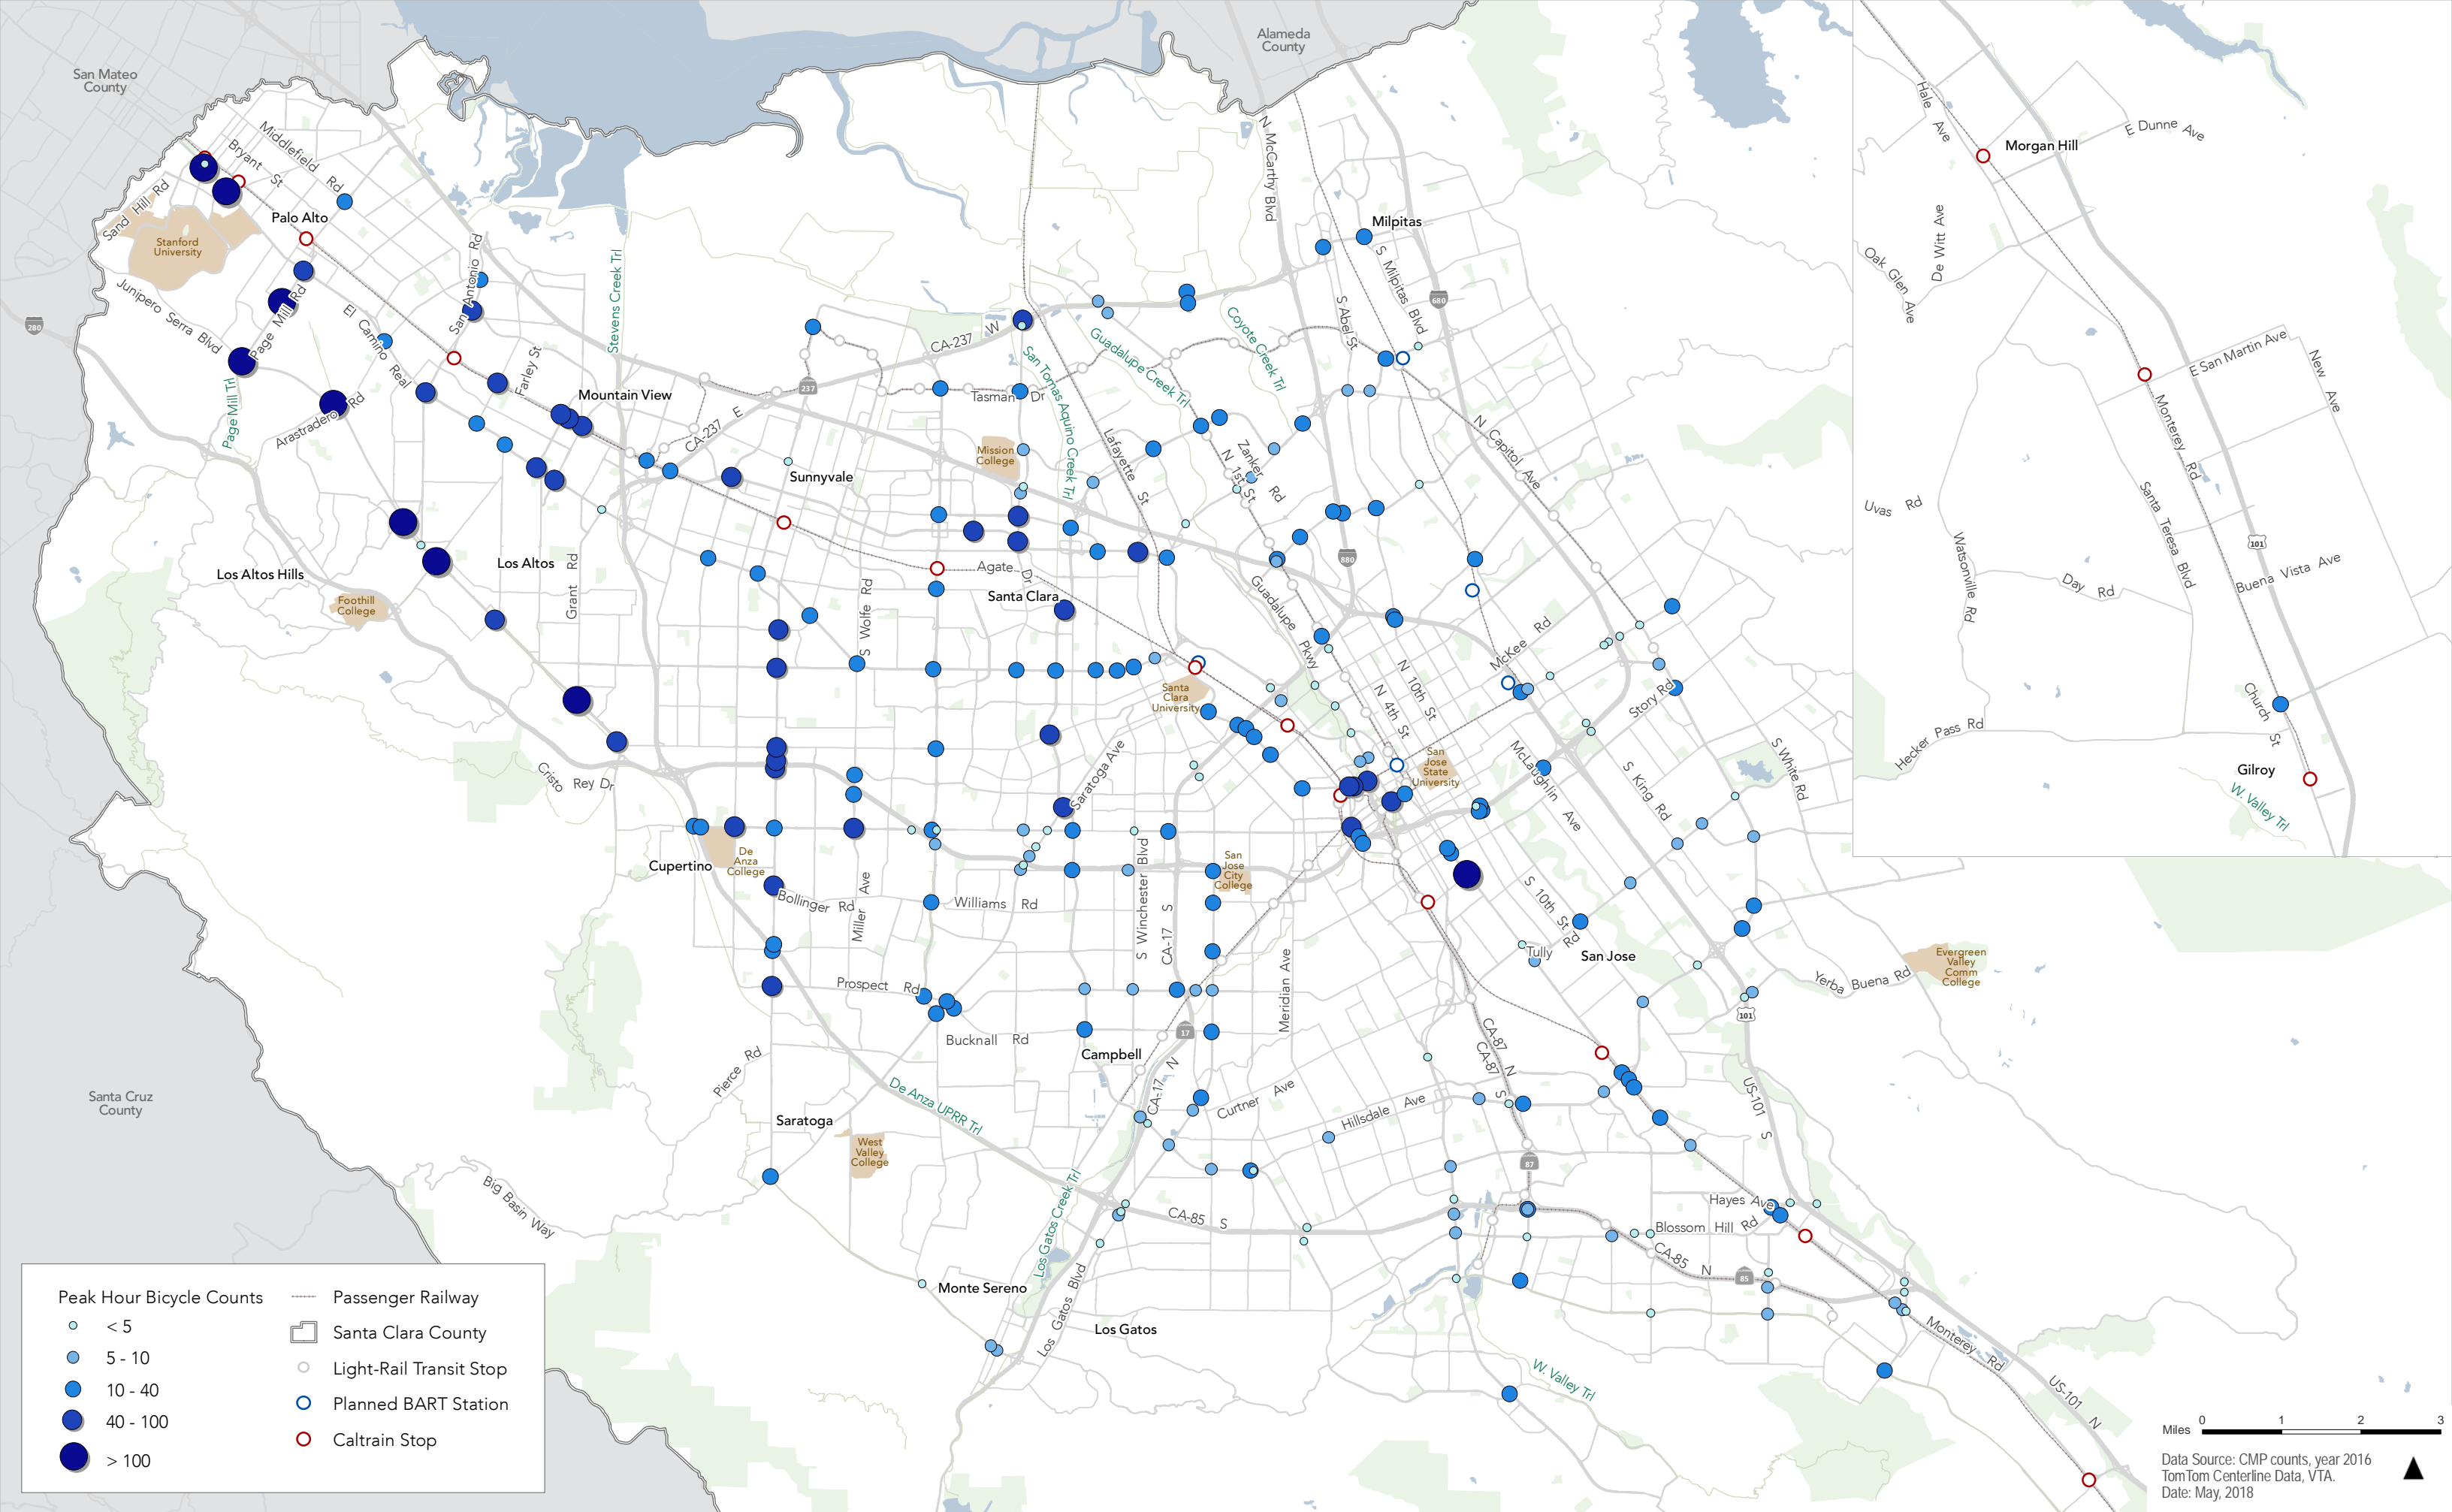 San Mateo
County
Alameda
County
Santa Cruz
County
Middlefield Rd
Bryant St
Sand Hill Rd
Palo Alto
Stanford
University
Junipero Serra Blvd
Page Mill Rd
Page Mill Trl
280
El Camino Real
San Antonio Rd
Arastradero Rd
Farley St
Stevens Creek Trl
Mountain View
CA-237 E
CA-237 W
237
Tasman Dr
Mission
College
Sunnyvale
San Tomas Aquino Creek Trl
Guadalupe Creek Trl
Coyote Creek Trl
Lafayette St
N McCarthy Blvd
Milpitas
S Milpitas Blvd
S Abel St
680
Zanker Rd
N 1st St
N Capitol Ave
880
Los Altos Hills
Los Altos
Foothill
College
Grant Rd
S Wolfe Rd
Agate Dr
Santa Clara
Guadalupe Pkwy
McKee Rd
N 10th St
N 4th St
Santa
Clara
University
San
Jose
State
University
Story Rd
McLaughlin Ave
S King Rd
S White Rd
Cristo Rey Dr
Saratoga Ave
Cupertino
De
Anza
College
Bollinger Rd
Miller Ave
Williams Rd
S Winchester Blvd
CA-17 S
San
Jose
City
College
Meridian Ave
S 10th St
Tully Rd
San Jose
Evergreen
Valley
Comm
College
Yerba Buena Rd
101
Prospect Rd
Bucknall Rd
Campbell
17
CA-17 N
Pierce Rd
De Anza UPRR Trl
Saratoga
West
Valley
College
Curtner Ave
Hillsdale Ave
CA-87 N
CA-87 S
87
US-101 S
Big Basin Way
Los Gatos Creek Trl
CA-85 S
Hayes Ave
Blossom Hill Rd
CA-85 N
85
Monte Sereno
Los Gatos Blvd
Los Gatos
W. Valley Trl
Monterey Rd
US-101 N
Hale Ave
Morgan Hill
E Dunne Ave
De Witt Ave
Oak Glen Ave
E San Martin Ave
New Ave
Monterey Rd
Santa Teresa Blvd
Uvas Rd
Watsonville Rd
101
Day Rd
Buena Vista Ave
Church St
Hecker Pass Rd
Gilroy
W. Valley Trl
Peak Hour Bicycle Counts
< 5
5 - 10
10 - 40
40 - 100
> 100
Passenger Railway
Santa Clara County
Light-Rail Transit Stop
Planned BART Station
Caltrain Stop
Miles
0 1 2 3
Data Source: CMP counts, year 2016
TomTom Centerline Data, VTA.
Date: May, 2018